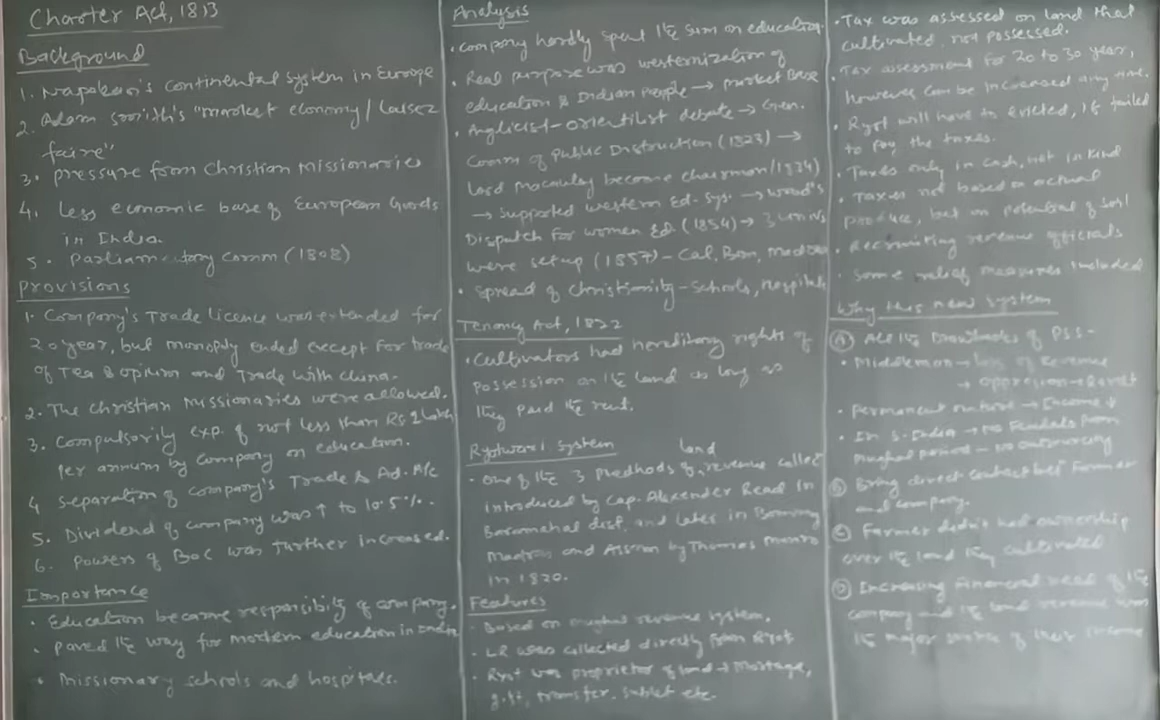 Charter Act, 1813
Background
1. Napoleon's continental system in Europe
2. Adam Smith's "market economy / Laisez
faire"
3. pressure from Christian missionaries
4. Less economic base of European Goods
in India.
5. Parliamentory comm (1808)
Provisions
1. Company's Trade licence was extended for
20 year, but monoply ended except for trade
of Tea & opium and Trade with china.
2. The christian missionaries were allowed.
3. Compulsorily exp. of not less than Rs 1 Lakh
per annum by company on education.
4 Separation of company's Trade & Ad. A/c
5. Dividend of company was ↑ to 10.5%.
6. Powers of BOC was further increased.
Importence
• Education became responsibility of company.
• Paved the way for modern education in India
• Missionary schools and hospitals.
Analysis
• company hardly spent the sum on education.
• Real purpose was westernization of
education & Indian People → market Base
• Anglicist-orientilist debate → Gen.
Comm of Public Instruction (1823) →
Lord Macaulay become chairman (1834)
→ supported western Ed. Sys. → wood's
Dispatch for women Ed. (1854) → 3 univs
were setup (1857) - Cal, Bom, Madras
• Spread of Christianity - schools, Hospitals
Tenancy Act, 1822
• Cultivators had hereditory rights of
possession on the land as long as
they paid the rent.
Ryotwari system
• one of the 3 methods of land revenue collec
introduced by Cap. Alexender Read in
Baramahal dist. and later in Bombay
Madras and Assam by Thomas Munro
in 1820.
Features
• Based on mughal revenue system.
• LR was collected directly from Ryot
• Ryot was proprietor of land → Mortage,
gift, transfer, sublet etc.
• Tax was assessed on land that
cultivated, not possessed.
• Tax assessment for 20 to 30 year,
however can be increased any time.
• Ryot will have to evicted, if failed
to pay the taxes.
• Taxes only in cash, not in kind
• Taxes not based on actual
produce, but on potential of soil
• Recruiting revenue officials
• Some relief measures included
Why this new system
(A) All the Drawbacks of PSS -
• Middleman → of Revenue
→ oppression →
• Permanent nature → Income ↓
• In S. India → No Feudals from
Mughal period - no outsourcing
(B) Bring direct contact bet Farmer
and company.
(C) Farmer didn't had ownership
over the land they cultivated
(D) Increasing Financial need of the
company and the land revenue was
the major source of their income